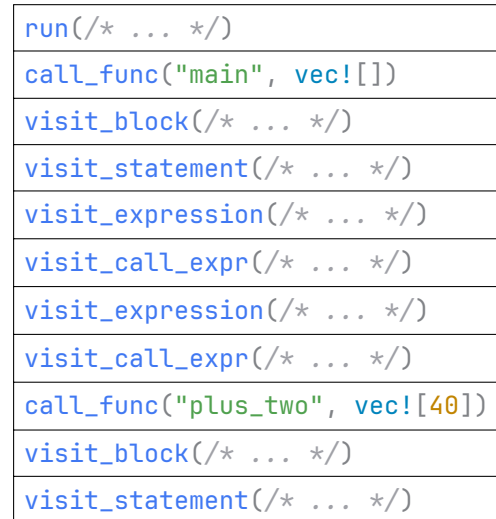 run(/* ... */)
call_func("main", vec![])
visit_block(/* ... */)
visit_statement(/* ... */)
visit_expression(/* ... */)
visit_call_expr(/* ... */)
visit_expression(/* ... */)
visit_call_expr(/* ... */)
call_func("plus_two", vec![40])
visit_block(/* ... */)
visit_statement(/* ... */)